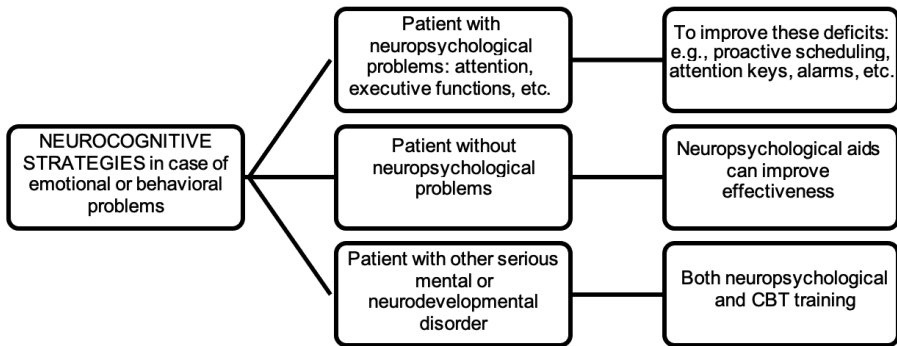 NEUROCOGNITIVE
STRATEGIES in case of
emotional or behavioral
problems
Patient with
neuropsychological
problems: attention,
executive functions, etc.
To improve these deficits:
e.g., proactive scheduling,
attention keys, alarms, etc.
Patient without
neuropsychological
problems
Neuropsychological aids
can improve
effectiveness
Patient with other serious
mental or
neurodevelopmental
disorder
Both neuropsychological
and CBT training